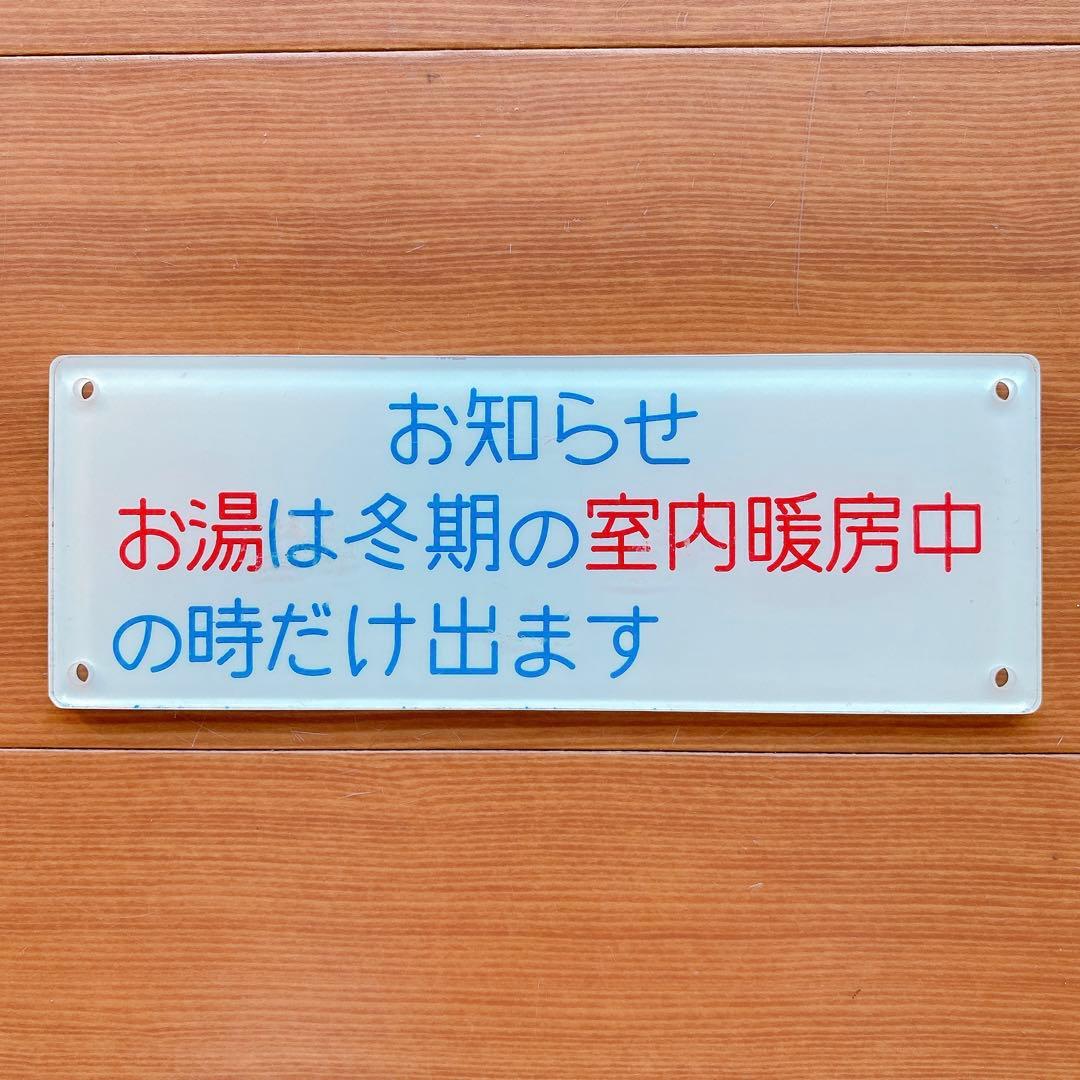 お知らせ
お湯は冬期の室内暖房中
の時だけ出ます